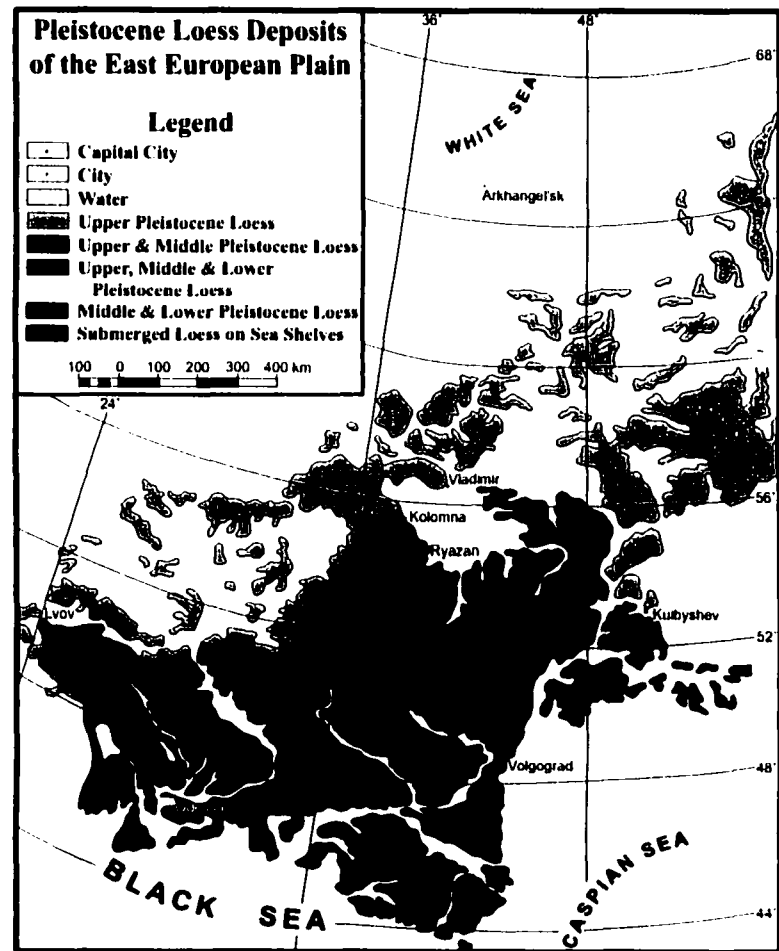 Pleistocene Loess Deposits
of the East European Plain
Legend
Capital City
City
Water
Upper Pleistocene Loess
Upper & Middle Pleistocene Loess
Upper, Middle & Lower
Pleistocene Loess
Middle & Lower Pleistocene Loess
Submerged Loess on Sea Shelves
100 0 100 200 300 400 km
36'
48'
68'
WHITE SEA
Arkhangel'sk
24'
Vladimir
56'
Kolomna
Ryazan
Lvov
Kuibyshev
52'
Volgograd
48'
BLACK SEA
CASPIAN SEA
44'